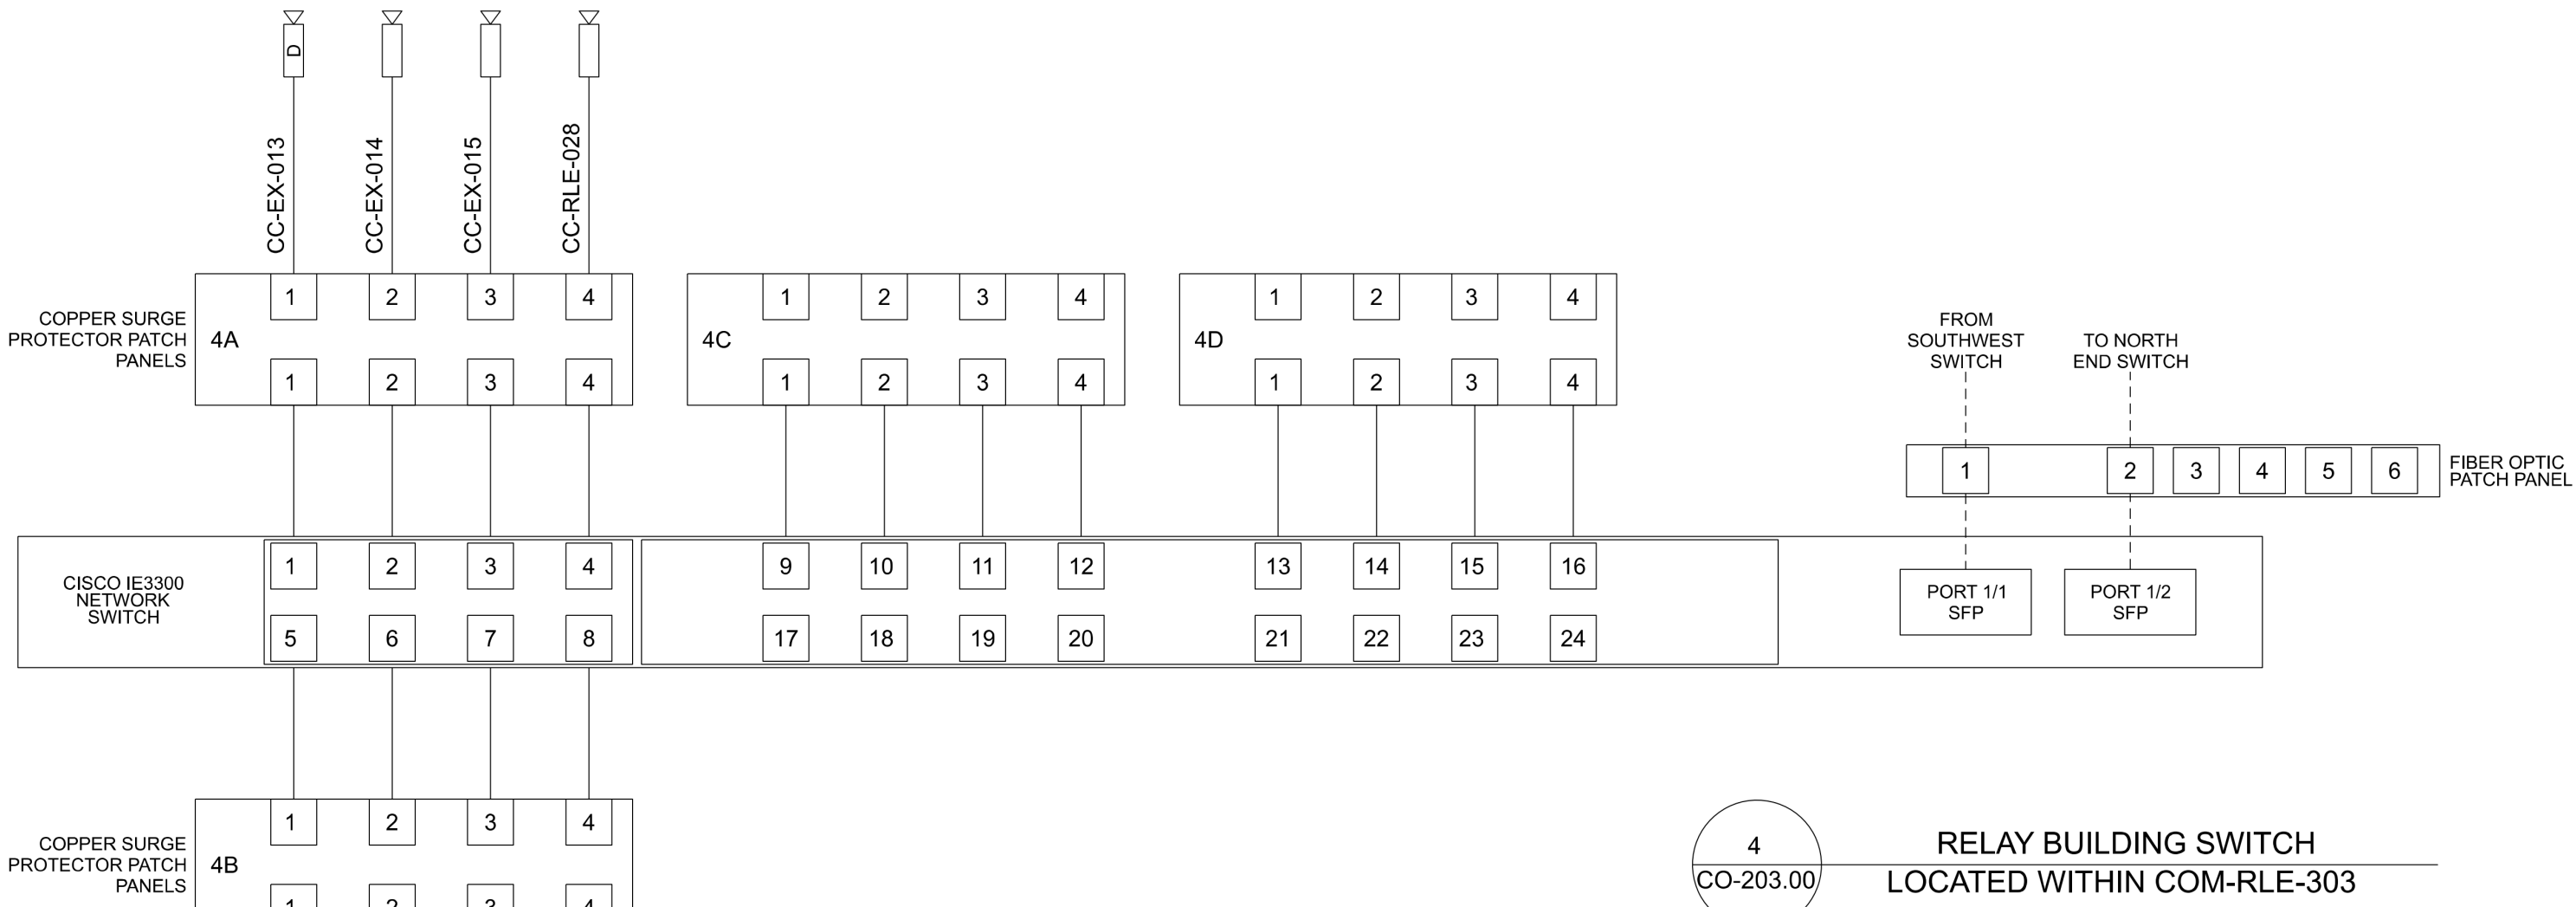 D
CC-EX-013
CC-EX-014
CC-EX-015
CC-RLE-028
COPPER SURGE
PROTECTOR PATCH
PANELS
4A
1 2 3 4
1 2 3 4
4C
1 2 3 4
1 2 3 4
4D
1 2 3 4
1 2 3 4
FROM
SOUTHWEST
SWITCH
TO NORTH
END SWITCH
1 2 3 4 5 6
FIBER OPTIC
PATCH PANEL
CISCO IE3300
NETWORK
SWITCH
1 2 3 4 9 10 11 12 13 14 15 16
5 6 7 8 17 18 19 20 21 22 23 24
PORT 1/1
SFP
PORT 1/2
SFP
COPPER SURGE
PROTECTOR PATCH
PANELS
4B
1 2 3 4
1 2 3 4
4
CO-203.00
RELAY BUILDING SWITCH
LOCATED WITHIN COM-RLE-303